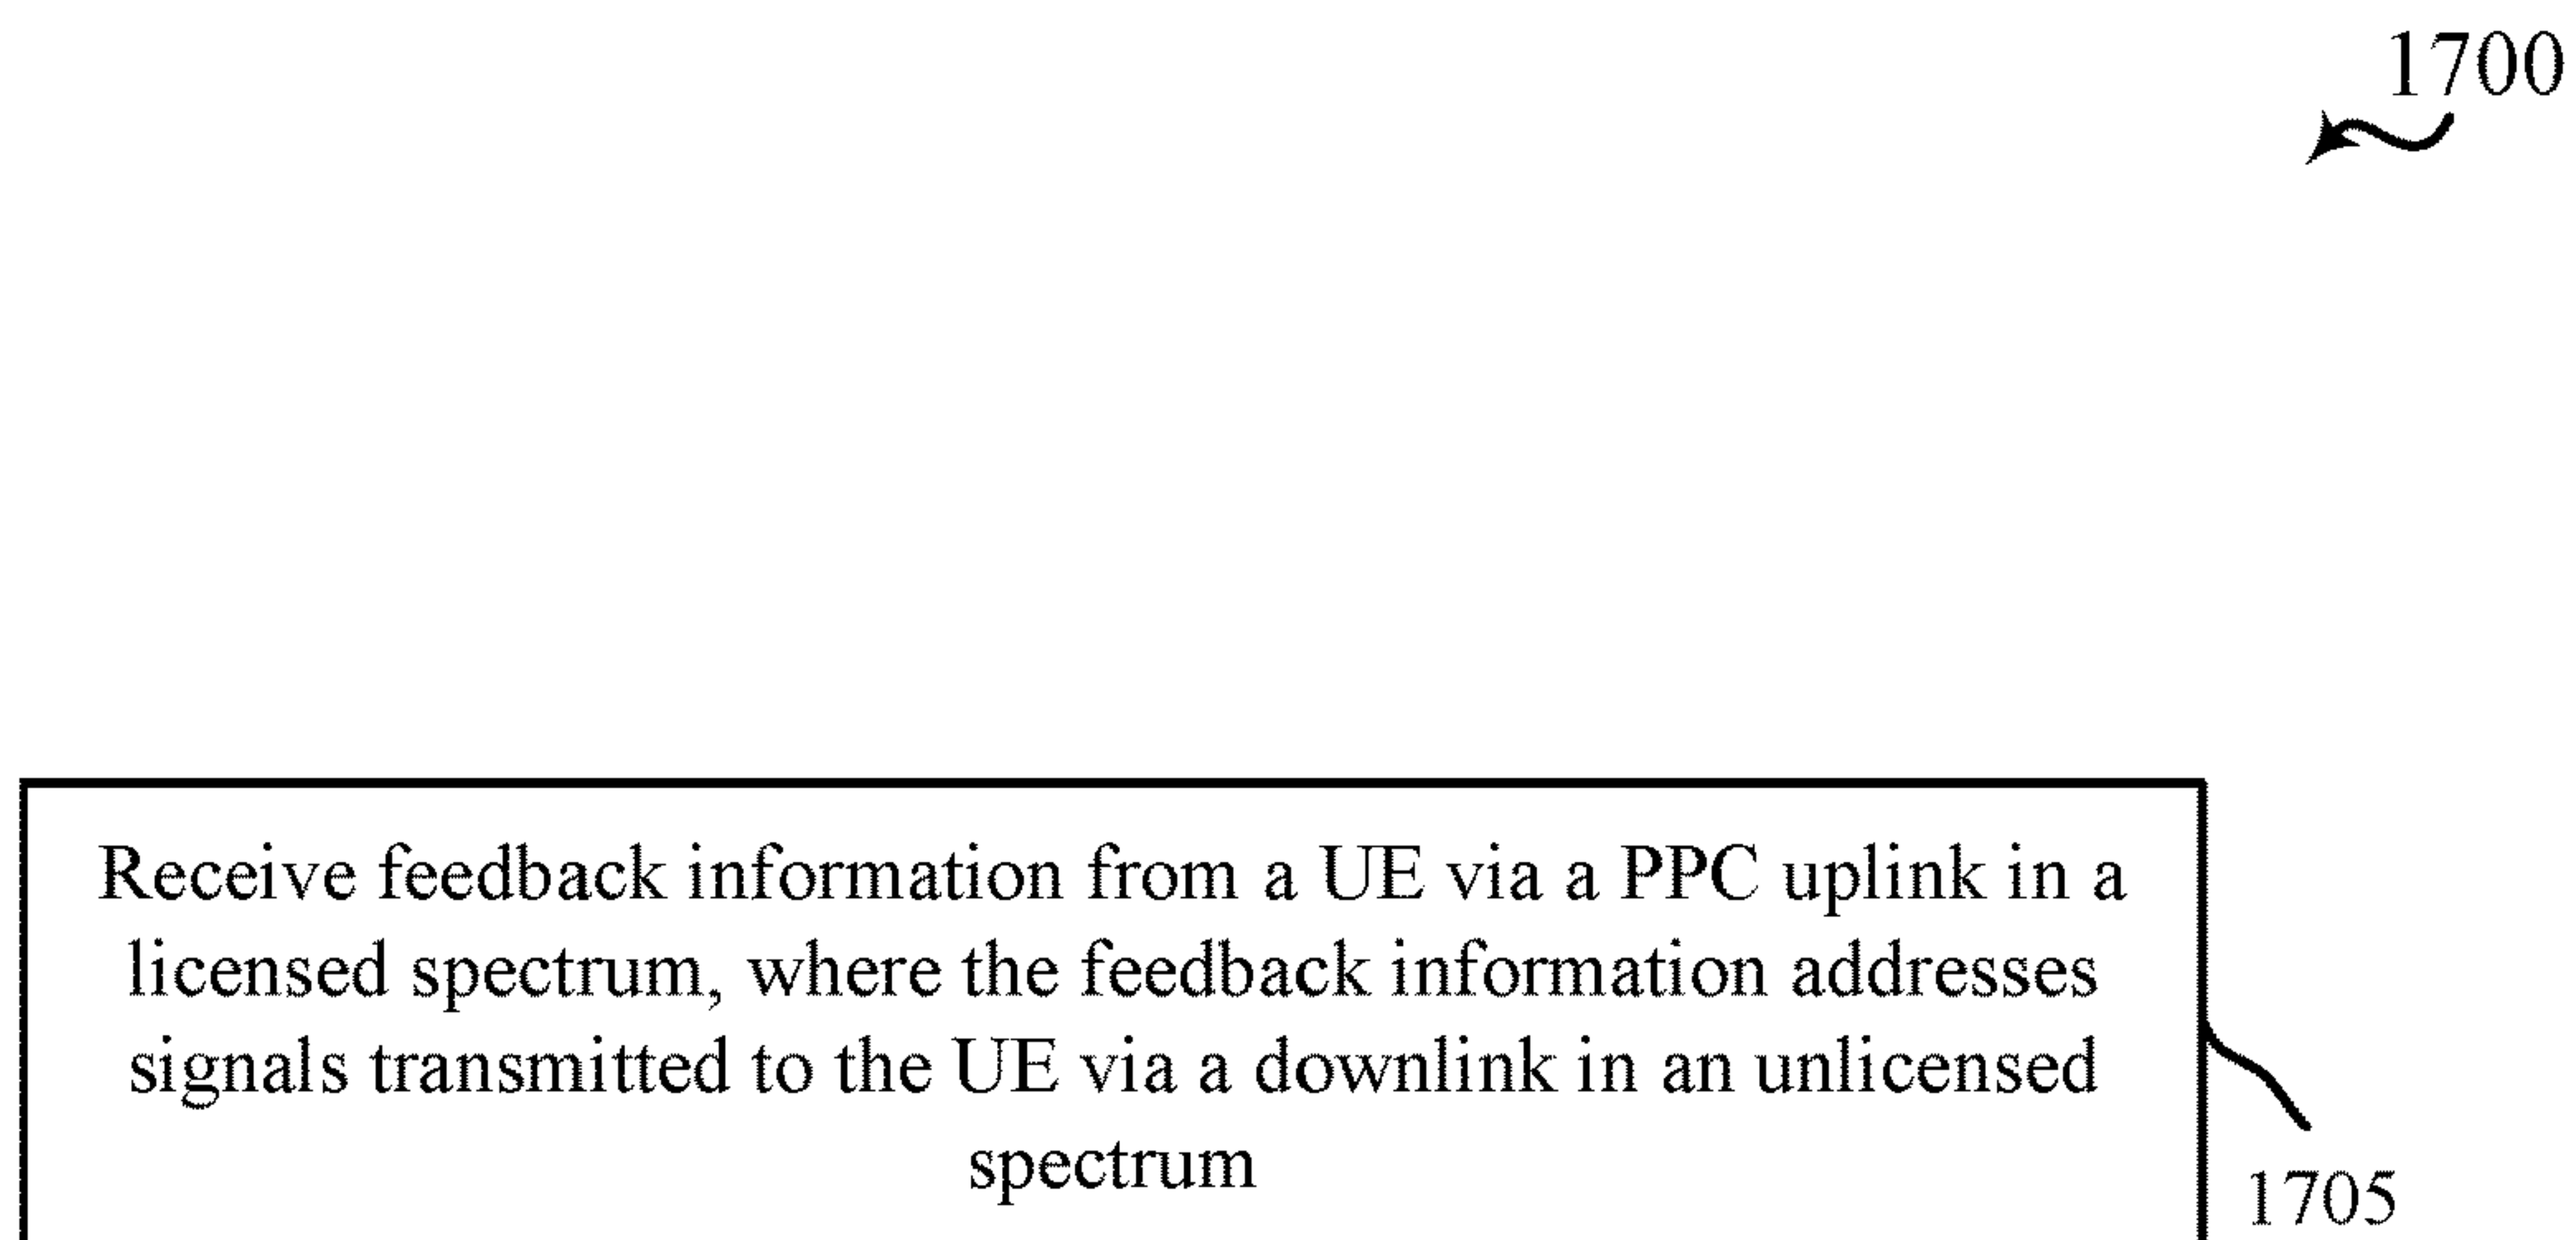 1700
Receive feedback information from a UE via a PPC uplink in a
licensed spectrum, where the feedback information addresses
signals transmitted to the UE via a downlink in an unlicensed
spectrum
1705